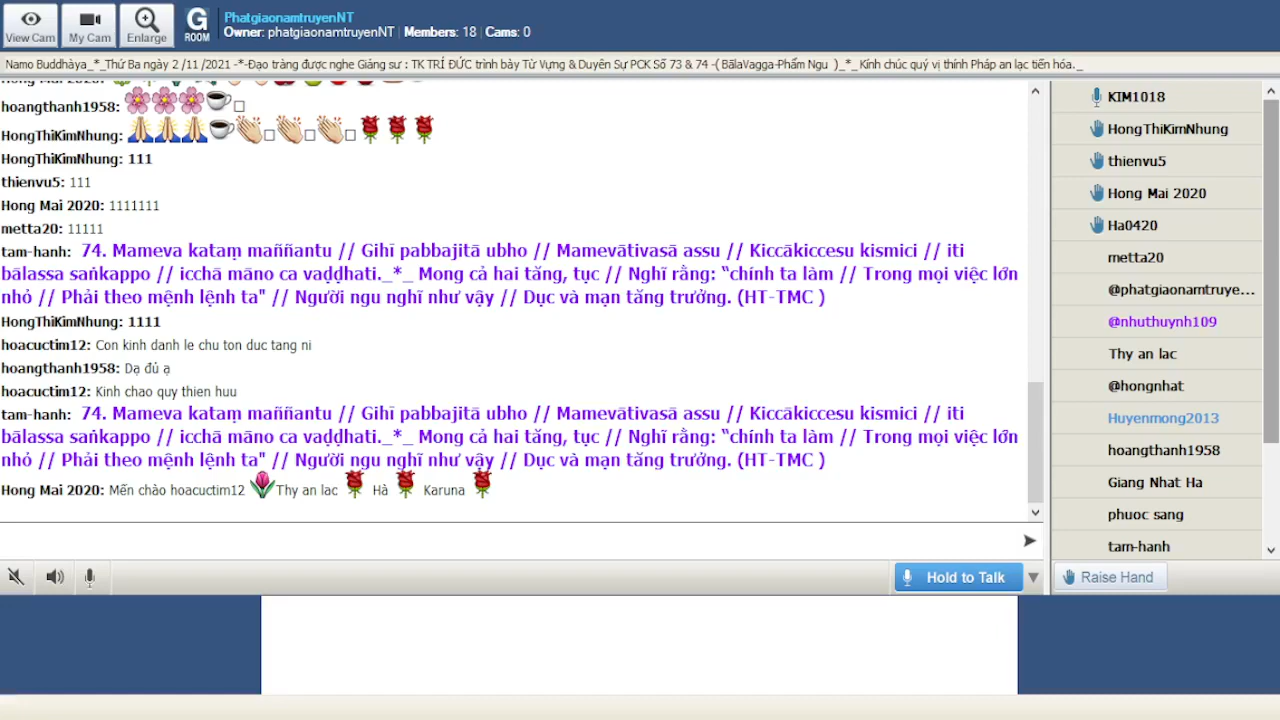 View Cam
My Cam
Enlarge
G
ROOM
PhatgiaonamtruyenNT
Owner: phatgiaonamtruyenNT | Members: 18 | Cams: 0
Namo Buddhàya_*_Thứ Ba ngày 2 /11 /2021 -*-Đạo tràng được nghe Giảng sư : TK TRÍ ĐỨC trình bày Từ Vựng & Duyên Sự PCK Số 73 & 74 -( BālaVagga-Phẩm Ngu )_*_ Kính chúc quý vị thính Pháp an lạc tiến hóa._
hoangthanh1958:
HongThiKimNhung:
HongThiKimNhung: 111
thienvu5: 111
Hong Mai 2020: 1111111
metta20: 11111
tam-hanh: 74. Mameva kataṃ maññantu // Gihī pabbajitā ubho // Mamevātivasā assu // Kiccākiccesu kismici // iti
bālassa saṅkappo // icchā māno ca vaḍḍhati._*_ Mong cả hai tăng, tục // Nghĩ rằng: “chính ta làm // Trong mọi việc lớn
nhỏ // Phải theo mệnh lệnh ta" // Người ngu nghĩ như vậy // Dục và mạn tăng trưởng. (HT-TMC )
HongThiKimNhung: 1111
hoacuctim12: Con kinh danh le chu ton duc tang ni
hoangthanh1958: Dạ đủ ạ
hoacuctim12: Kinh chao quy thien huu
tam-hanh: 74. Mameva kataṃ maññantu // Gihī pabbajitā ubho // Mamevātivasā assu // Kiccākiccesu kismici // iti
bālassa saṅkappo // icchā māno ca vaḍḍhati._*_ Mong cả hai tăng, tục // Nghĩ rằng: “chính ta làm // Trong mọi việc lớn
nhỏ // Phải theo mệnh lệnh ta" // Người ngu nghĩ như vậy // Dục và mạn tăng trưởng. (HT-TMC )
Hong Mai 2020: Mến chào hoacuctim12 Thy an lac Hà Karuna
Hold to Talk
KIM1018
HongThiKimNhung
thienvu5
Hong Mai 2020
Ha0420
metta20
@phatgiaonamtruye...
@nhuthuynh109
Thy an lac
@hongnhat
Huyenmong2013
hoangthanh1958
Giang Nhat Ha
phuoc sang
tam-hanh
Raise Hand